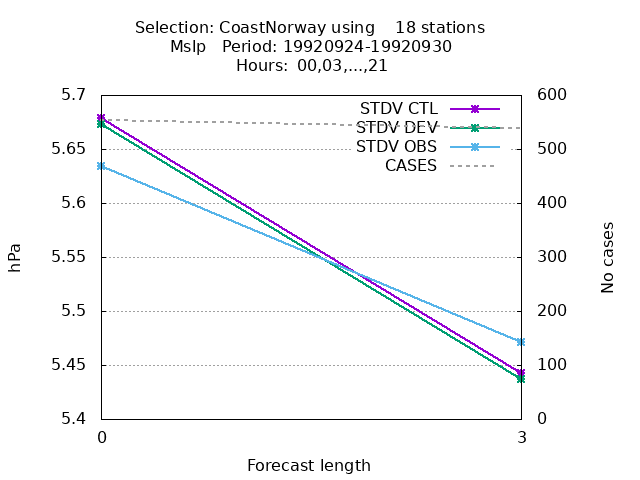 Selection: CoastNorway using    18 stations
Mslp   Period: 19920924-19920930
Hours: 00,03,...,21
5.7
5.65
5.6
5.55
5.5
5.45
5.4
hPa
600
500
400
300
200
100
0
No cases
STDV CTL
STDV DEV
STDV OBS
CASES
0
3
Forecast length